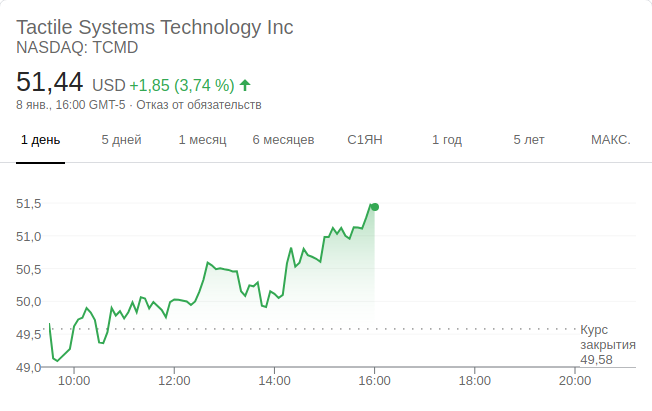 Tactile Systems Technology Inc
NASDAQ: TCMD
51,44 USD +1,85 (3,74 %)
8 янв., 16:00 GMT-5 · Отказ от обязательств
1 день 5 дней 1 месяц 6 месяцев С1ЯН 1 год 5 лет МАКС.
51,5
51,0
50,5
50,0
49,5
49,0
Курс
закрытия
49,58
10:00 12:00 14:00 16:00 18:00 20:00